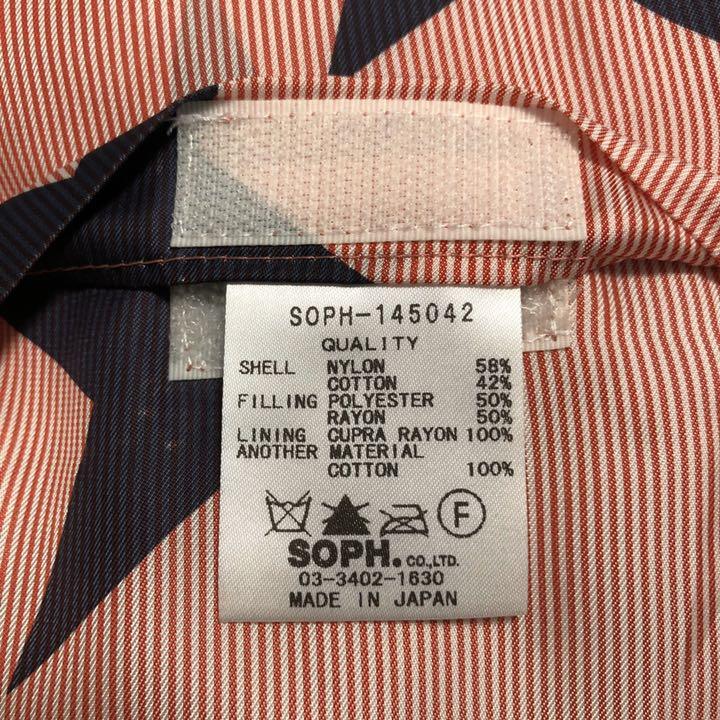 SOPH-145042
QUALITY
SHELL NYLON 58%
COTTON 42%
FILLING POLYESTER 50%
RAYON 50%
LINING CUPRA RAYON 100%
ANOTHER MATERIAL
COTTON 100%
F
SOPH. CO.,LTD.
03-3402-1630
MADE IN JAPAN